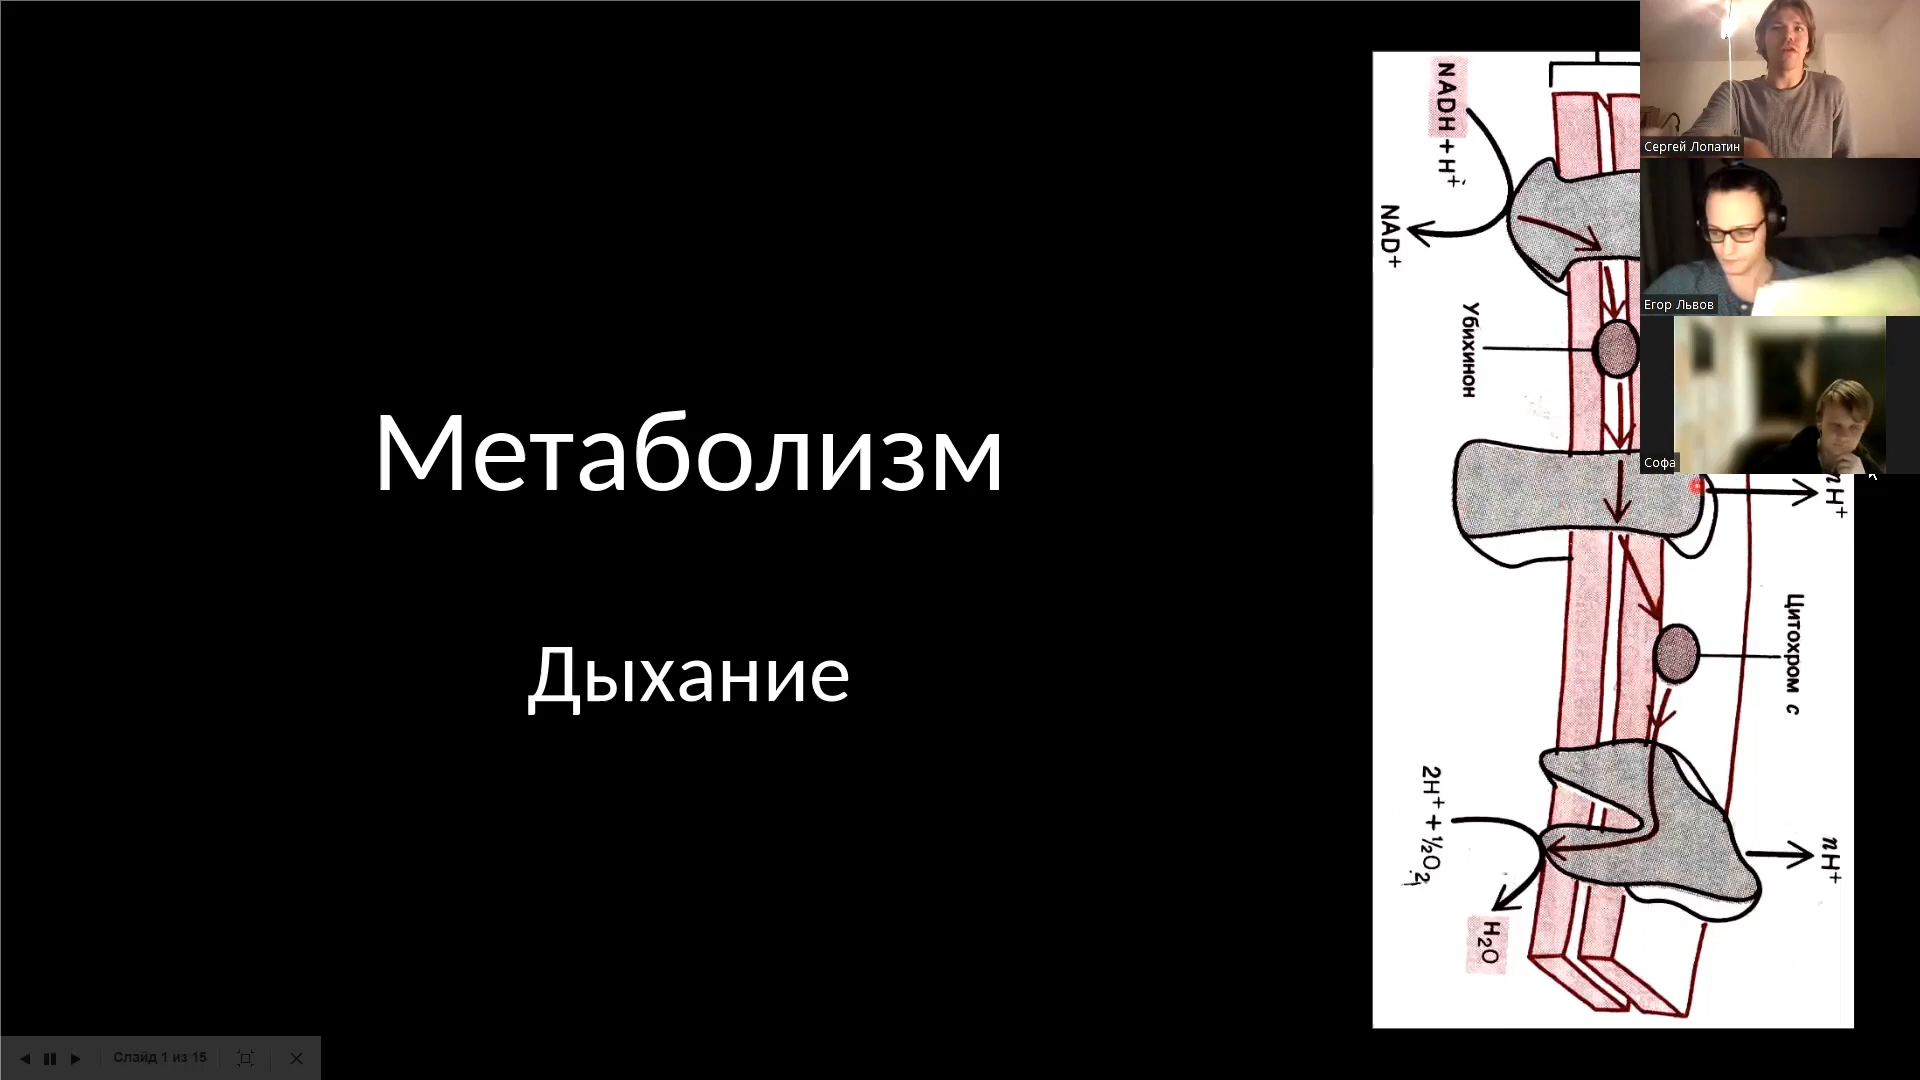 Метаболизм
Дыхание
NADH + H⁺
NAD⁺
Убихинон
nH⁺
Цитохром c
2H⁺ + ½O₂
nH⁺
H₂O
Сергей Лопатин
Егор Львов
Софа
Слайд 1 из 15